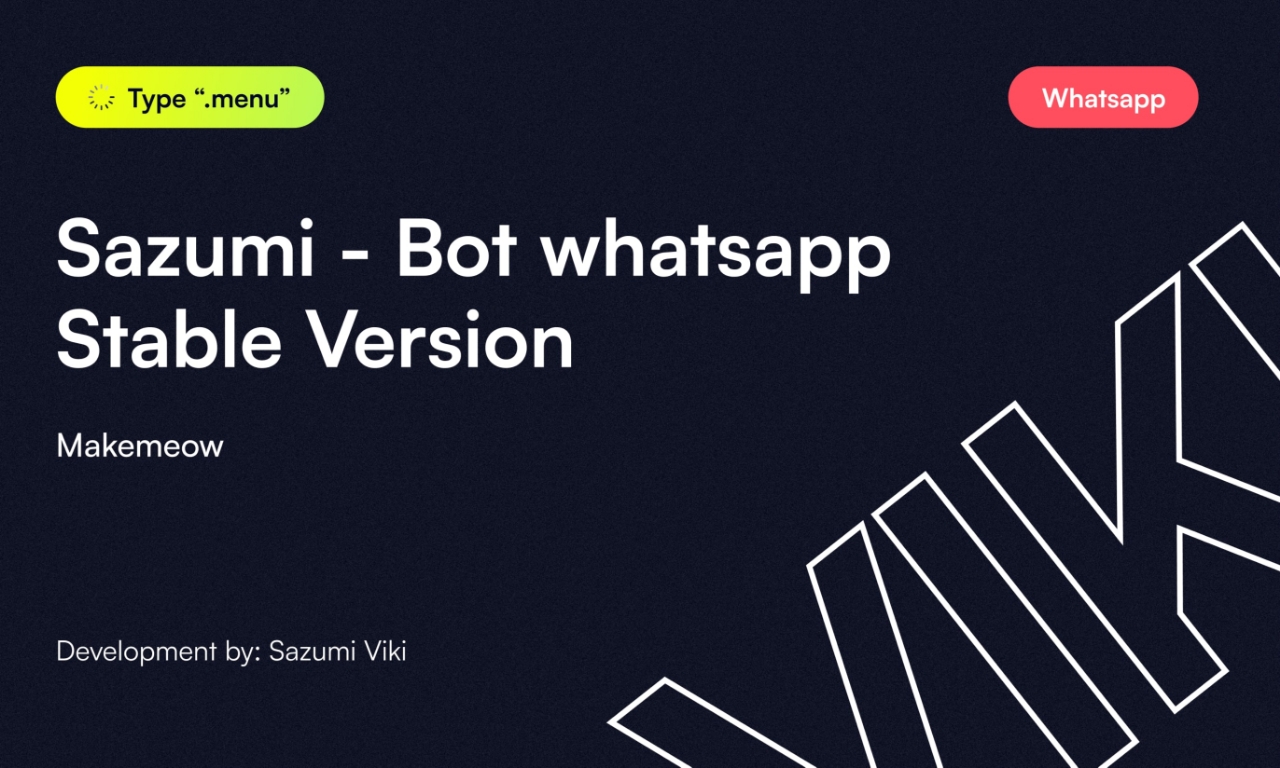 Type “.menu”
Whatsapp
Sazumi - Bot whatsapp
Stable Version
Makemeow
Development by: Sazumi Viki
VIKI